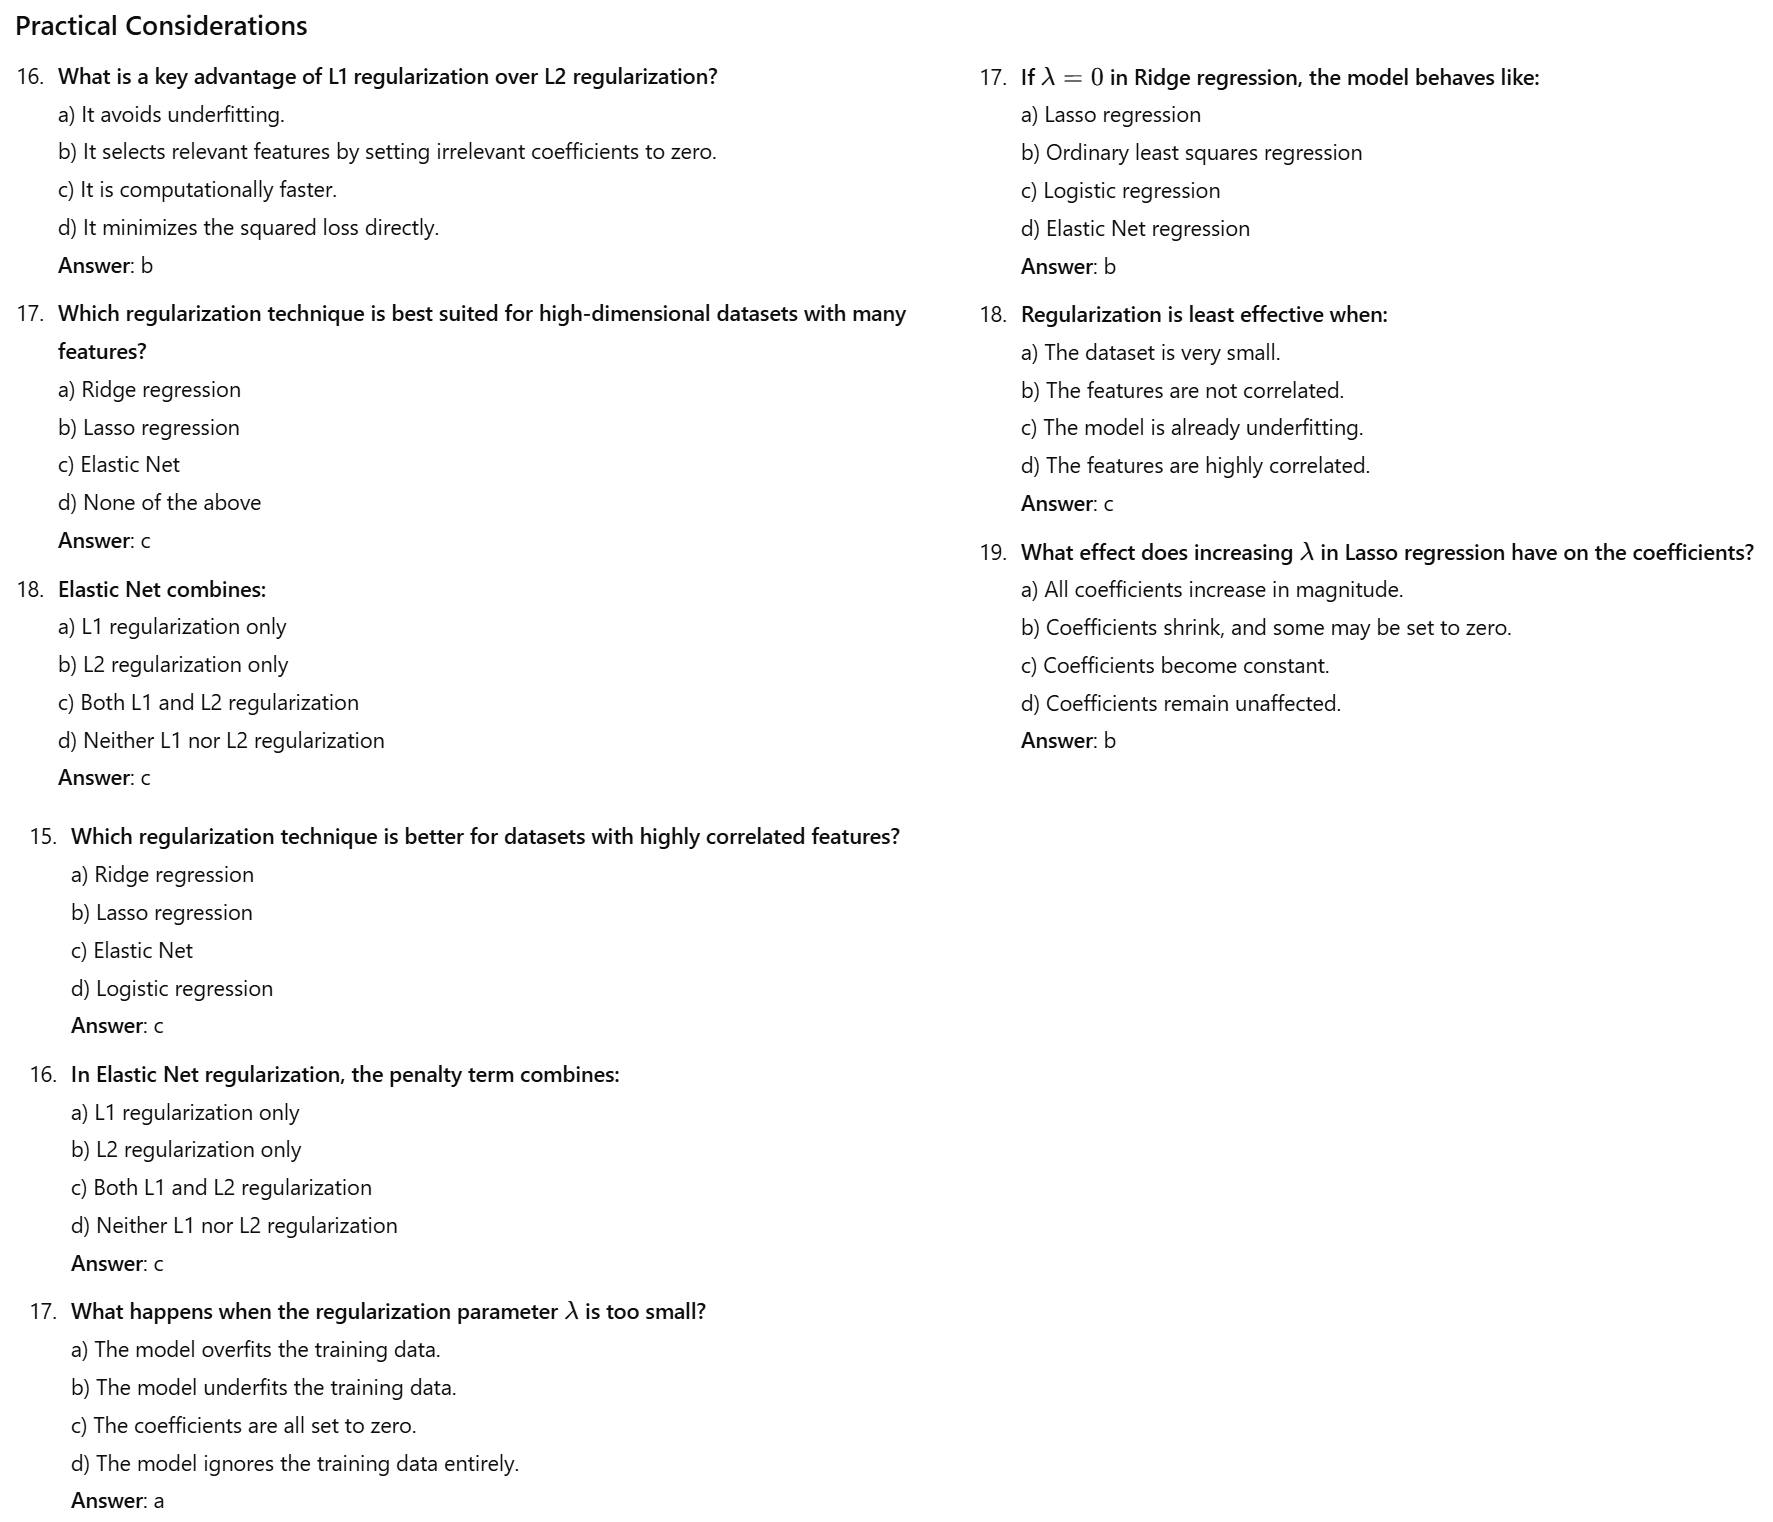 Practical Considerations
16. What is a key advantage of L1 regularization over L2 regularization?
a) It avoids underfitting.
b) It selects relevant features by setting irrelevant coefficients to zero.
c) It is computationally faster.
d) It minimizes the squared loss directly.
Answer: b
17. Which regularization technique is best suited for high-dimensional datasets with many
features?
a) Ridge regression
b) Lasso regression
c) Elastic Net
d) None of the above
Answer: c
18. Elastic Net combines:
a) L1 regularization only
b) L2 regularization only
c) Both L1 and L2 regularization
d) Neither L1 nor L2 regularization
Answer: c
15. Which regularization technique is better for datasets with highly correlated features?
a) Ridge regression
b) Lasso regression
c) Elastic Net
d) Logistic regression
Answer: c
16. In Elastic Net regularization, the penalty term combines:
a) L1 regularization only
b) L2 regularization only
c) Both L1 and L2 regularization
d) Neither L1 nor L2 regularization
Answer: c
17. What happens when the regularization parameter λ is too small?
a) The model overfits the training data.
b) The model underfits the training data.
c) The coefficients are all set to zero.
d) The model ignores the training data entirely.
Answer: a
17. If λ = 0 in Ridge regression, the model behaves like:
a) Lasso regression
b) Ordinary least squares regression
c) Logistic regression
d) Elastic Net regression
Answer: b
18. Regularization is least effective when:
a) The dataset is very small.
b) The features are not correlated.
c) The model is already underfitting.
d) The features are highly correlated.
Answer: c
19. What effect does increasing λ in Lasso regression have on the coefficients?
a) All coefficients increase in magnitude.
b) Coefficients shrink, and some may be set to zero.
c) Coefficients become constant.
d) Coefficients remain unaffected.
Answer: b